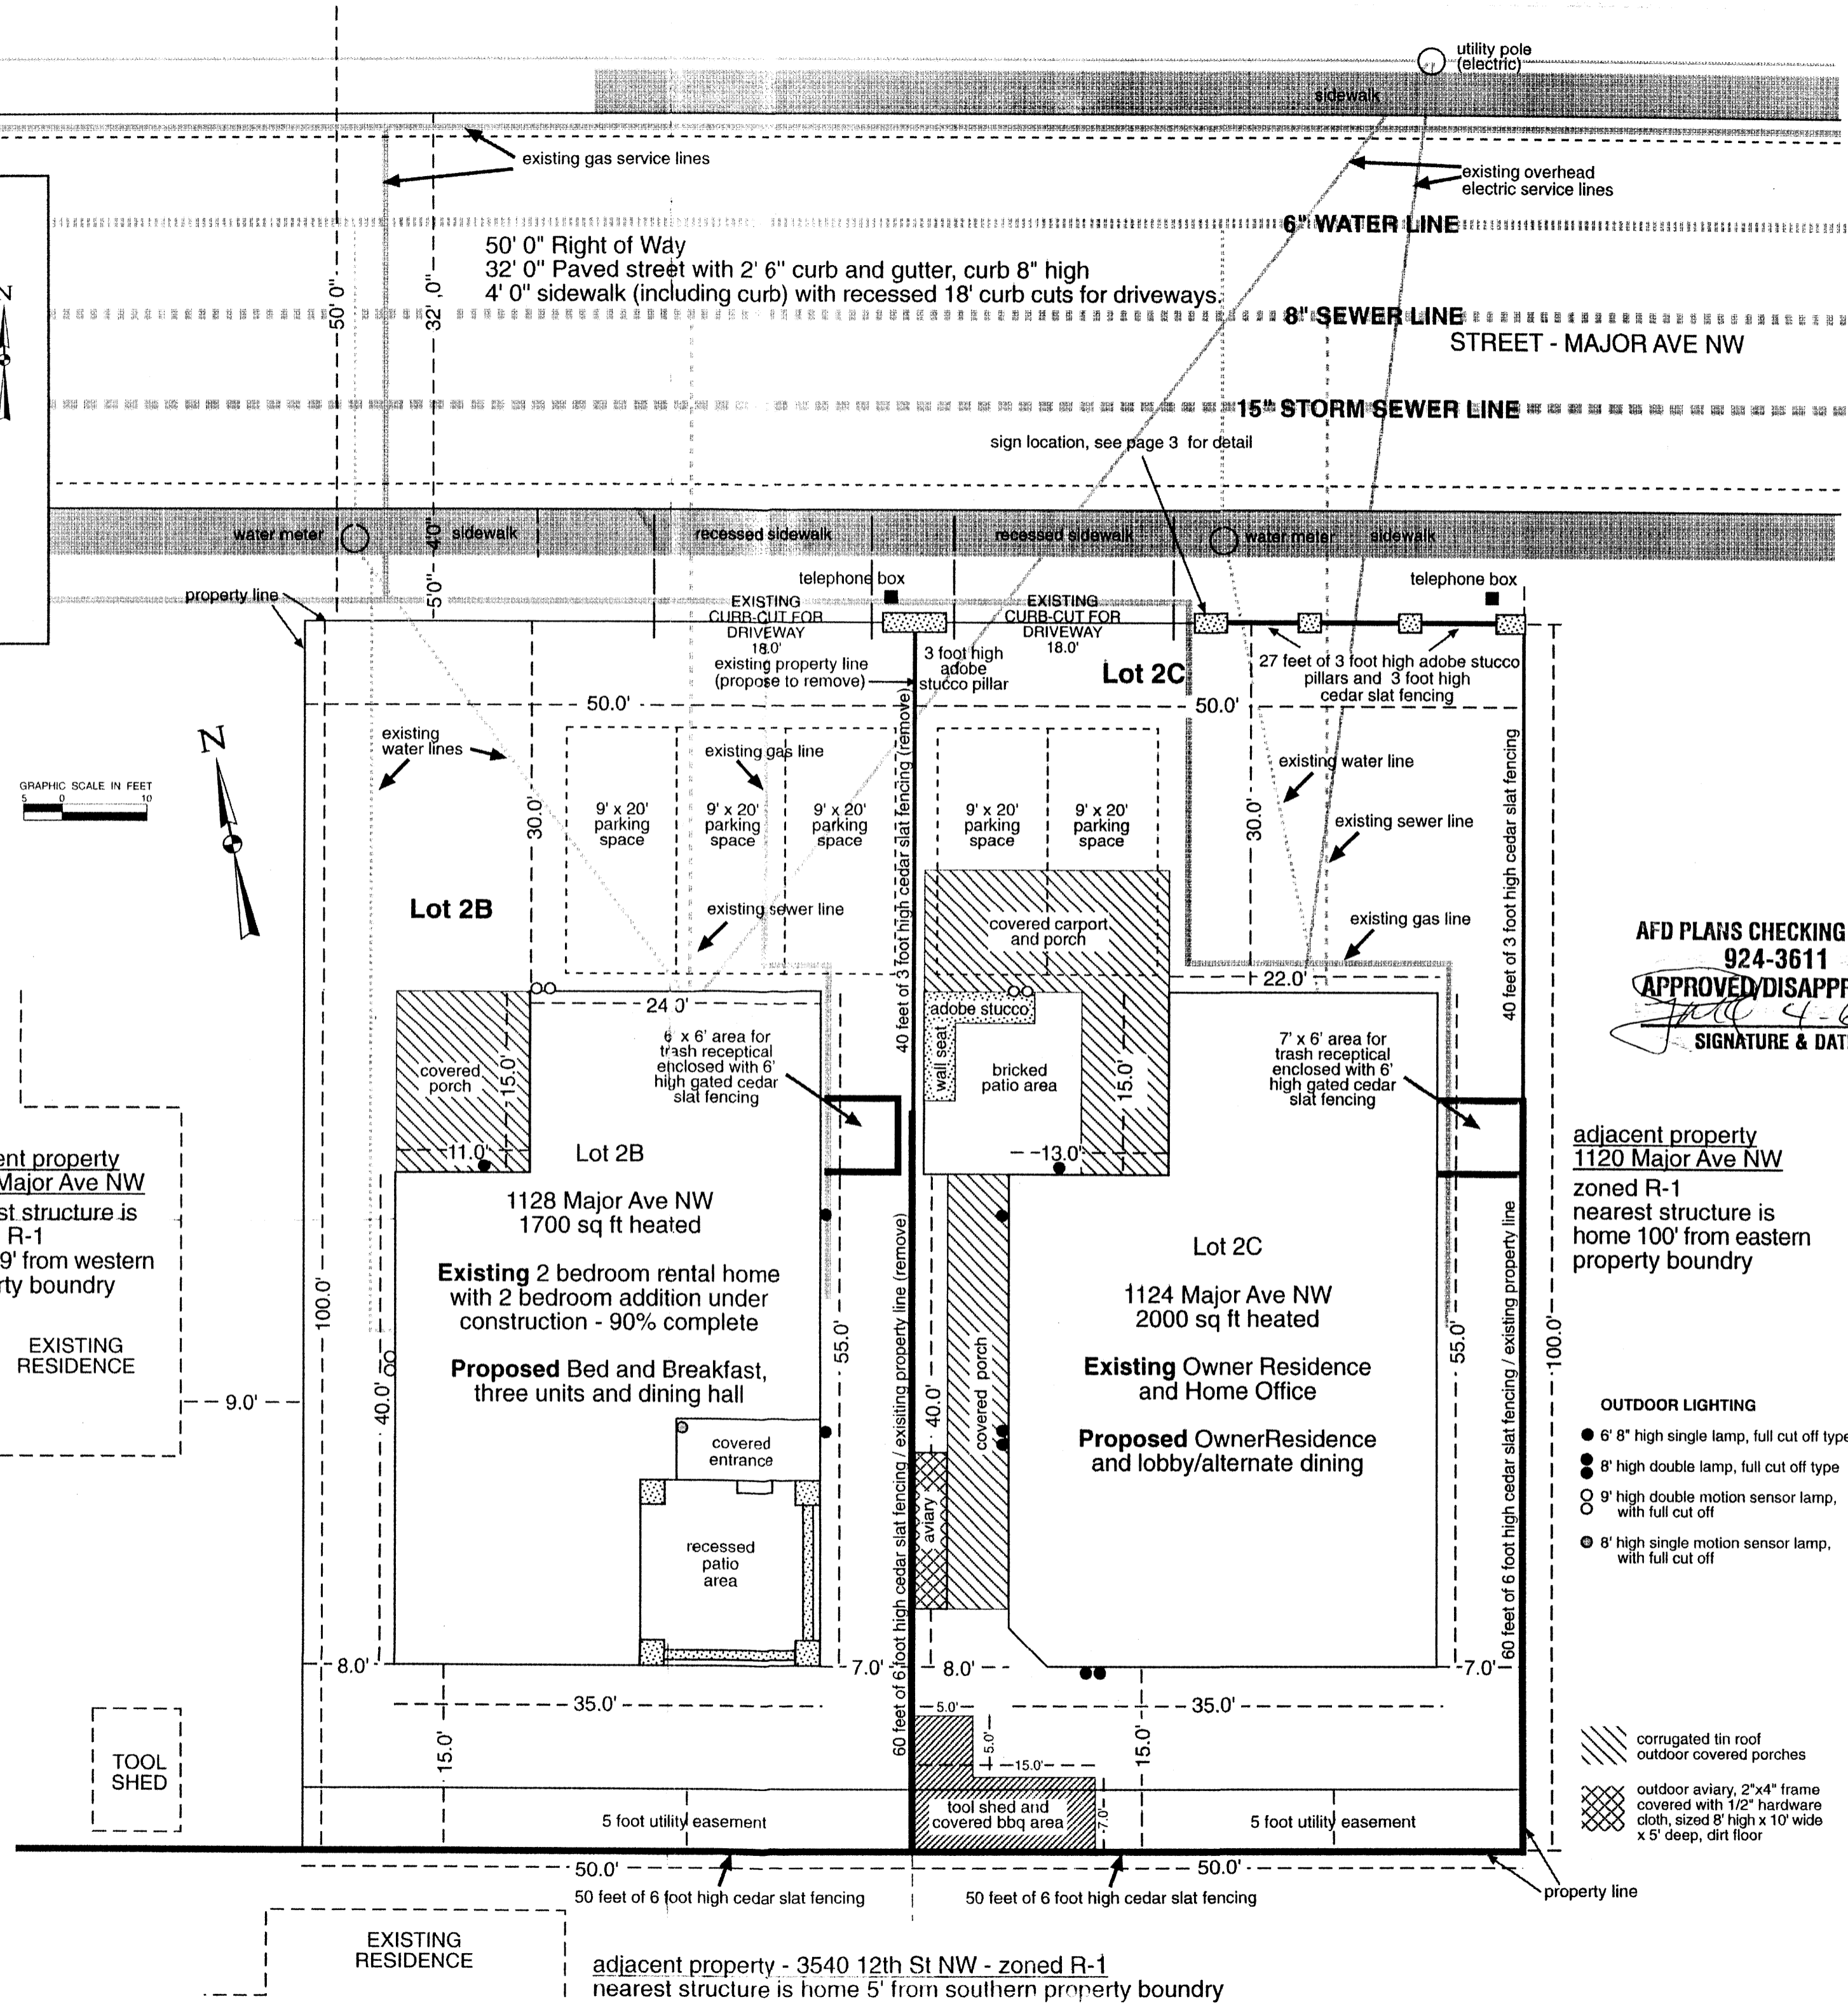 utility pole
(electric)
sidewalk
existing gas service lines
existing overhead
electric service lines
6" WATER LINE
50' 0" Right of Way
32' 0" Paved street with 2' 6" curb and gutter, curb 8" high
4' 0" sidewalk (including curb) with recessed 18' curb cuts for driveways.
50' 0"
32' ,0"
N
8" SEWER LINE
STREET - MAJOR AVE NW
15" STORM SEWER LINE
sign location, see page 3 for detail
water meter
4'0"
sidewalk
recessed sidewalk
recessed sidewalk
water meter
sidewalk
5'0"
telephone box
telephone box
property line
EXISTING
CURB-CUT FOR
DRIVEWAY
18.0'
EXISTING
CURB-CUT FOR
DRIVEWAY
18.0'
existing property line
(propose to remove)
3 foot high
adobe
stucco pillar
Lot 2C
27 feet of 3 foot high adobe stucco
pillars and 3 foot high
cedar slat fencing
50.0'
50.0'
N
existing
water lines
existing gas line
existing water line
GRAPHIC SCALE IN FEET
5 0 10
30.0'
9' x 20'
parking
space
9' x 20'
parking
space
9' x 20'
parking
space
9' x 20'
parking
space
9' x 20'
parking
space
30.0'
existing sewer line
40 feet of 3 foot high cedar slat fencing (remove)
40 feet of 3 foot high cedar slat fencing
Lot 2B
existing sewer line
covered carport
and porch
existing gas line
AFD PLANS CHECKING
924-3611
APPROVED/DISAPPR
SIGNATURE & DAT
24.0'
22.0'
adobe stucco
wall seat
covered
porch
15.0'
6' x 6' area for
trash receptical
enclosed with 6'
high gated cedar
slat fencing
bricked
patio area
15.0'
7' x 6' area for
trash receptical
enclosed with 6'
high gated cedar
slat fencing
11.0'
Lot 2B
13.0'
ent property
Major Ave NW
st structure is
R-1
9' from western
rty boundry
adjacent property
1120 Major Ave NW
zoned R-1
nearest structure is
home 100' from eastern
property boundry
1128 Major Ave NW
1700 sq ft heated
Existing 2 bedroom rental home
with 2 bedroom addition under
construction - 90% complete
Proposed Bed and Breakfast,
three units and dining hall
Lot 2C
1124 Major Ave NW
2000 sq ft heated
Existing Owner Residence
and Home Office
Proposed OwnerResidence
and lobby/alternate dining
EXISTING
RESIDENCE
9.0'
100.0'
40.0'
55.0'
60 feet of 6 foot high cedar slat fencing / exisiting property line (remove)
40.0'
covered porch
aviary
55.0'
60 feet of 6 foot high cedar slat fencing / existing property line
100.0'
covered
entrance
recessed
patio
area
OUTDOOR LIGHTING
6' 8" high single lamp, full cut off type
8' high double lamp, full cut off type
9' high double motion sensor lamp,
with full cut off
8' high single motion sensor lamp,
with full cut off
8.0'
7.0'
8.0'
7.0'
35.0'
5.0'
35.0'
15.0'
5.0'
15.0'
15.0'
7.0'
TOOL
SHED
corrugated tin roof
outdoor covered porches
outdoor aviary, 2"x4" frame
covered with 1/2" hardware
cloth, sized 8' high x 10' wide
x 5' deep, dirt floor
5 foot utility easement
tool shed and
covered bbq area
5 foot utility easement
50.0'
50.0'
50 feet of 6 foot high cedar slat fencing
50 feet of 6 foot high cedar slat fencing
property line
EXISTING
RESIDENCE
adjacent property - 3540 12th St NW - zoned R-1
nearest structure is home 5' from southern property boundry